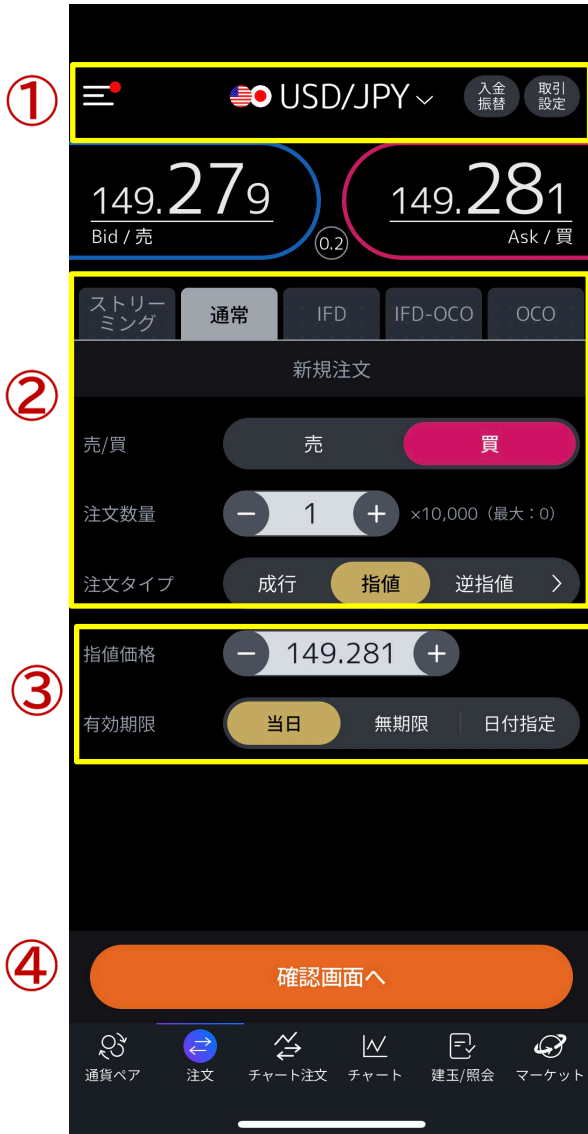 ①
USD/JPY
入金
振替
取引
設定
149.279
Bid / 売
0.2
149.281
Ask / 買
②
ストリー
ミング
通常
IFD
IFD-OCO
OCO
新規注文
売/買
売
買
注文数量
− 1 +
×10,000（最大：0）
注文タイプ
成行
指値
逆指値
③
指値価格
− 149.281 +
有効期限
当日
無期限
日付指定
④
確認画面へ
通貨ペア
注文
チャート注文
チャート
建玉/照会
マーケット